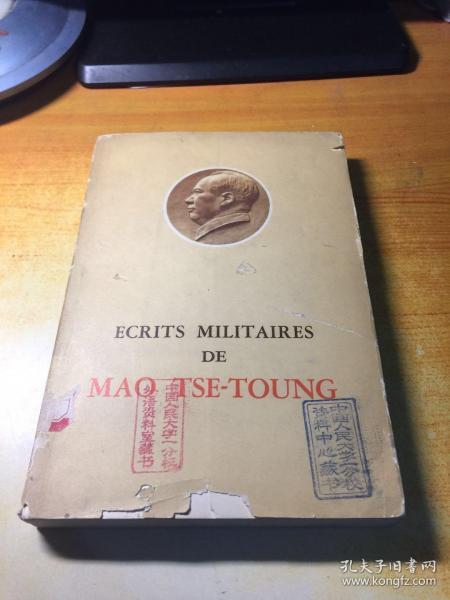 ECRITS MILITAIRES
DE
MAO TSE-TOUNG
中国人民大学一分校
外语资料室藏书
中国人民大学一分校
资料中心藏书
孔夫子旧书网
www.kongfz.com